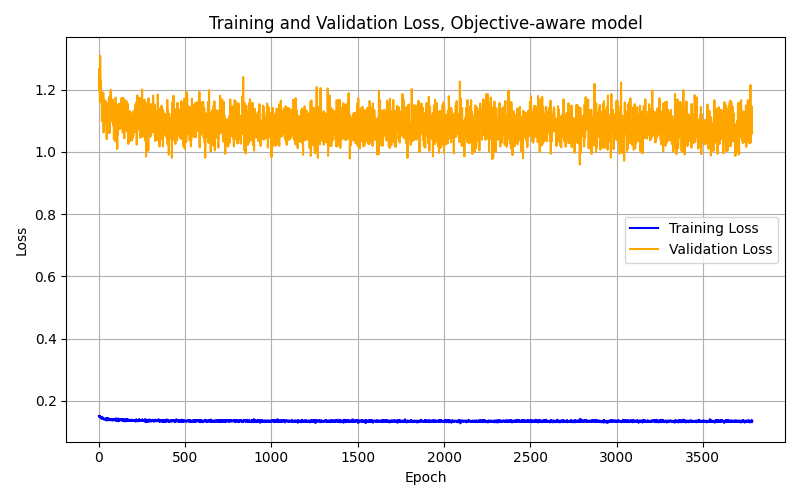 Training and Validation Loss, Objective-aware model
Loss
1.2
1.0
0.8
0.6
0.4
0.2
Training Loss
Validation Loss
0 500 1000 1500 2000 2500 3000 3500
Epoch